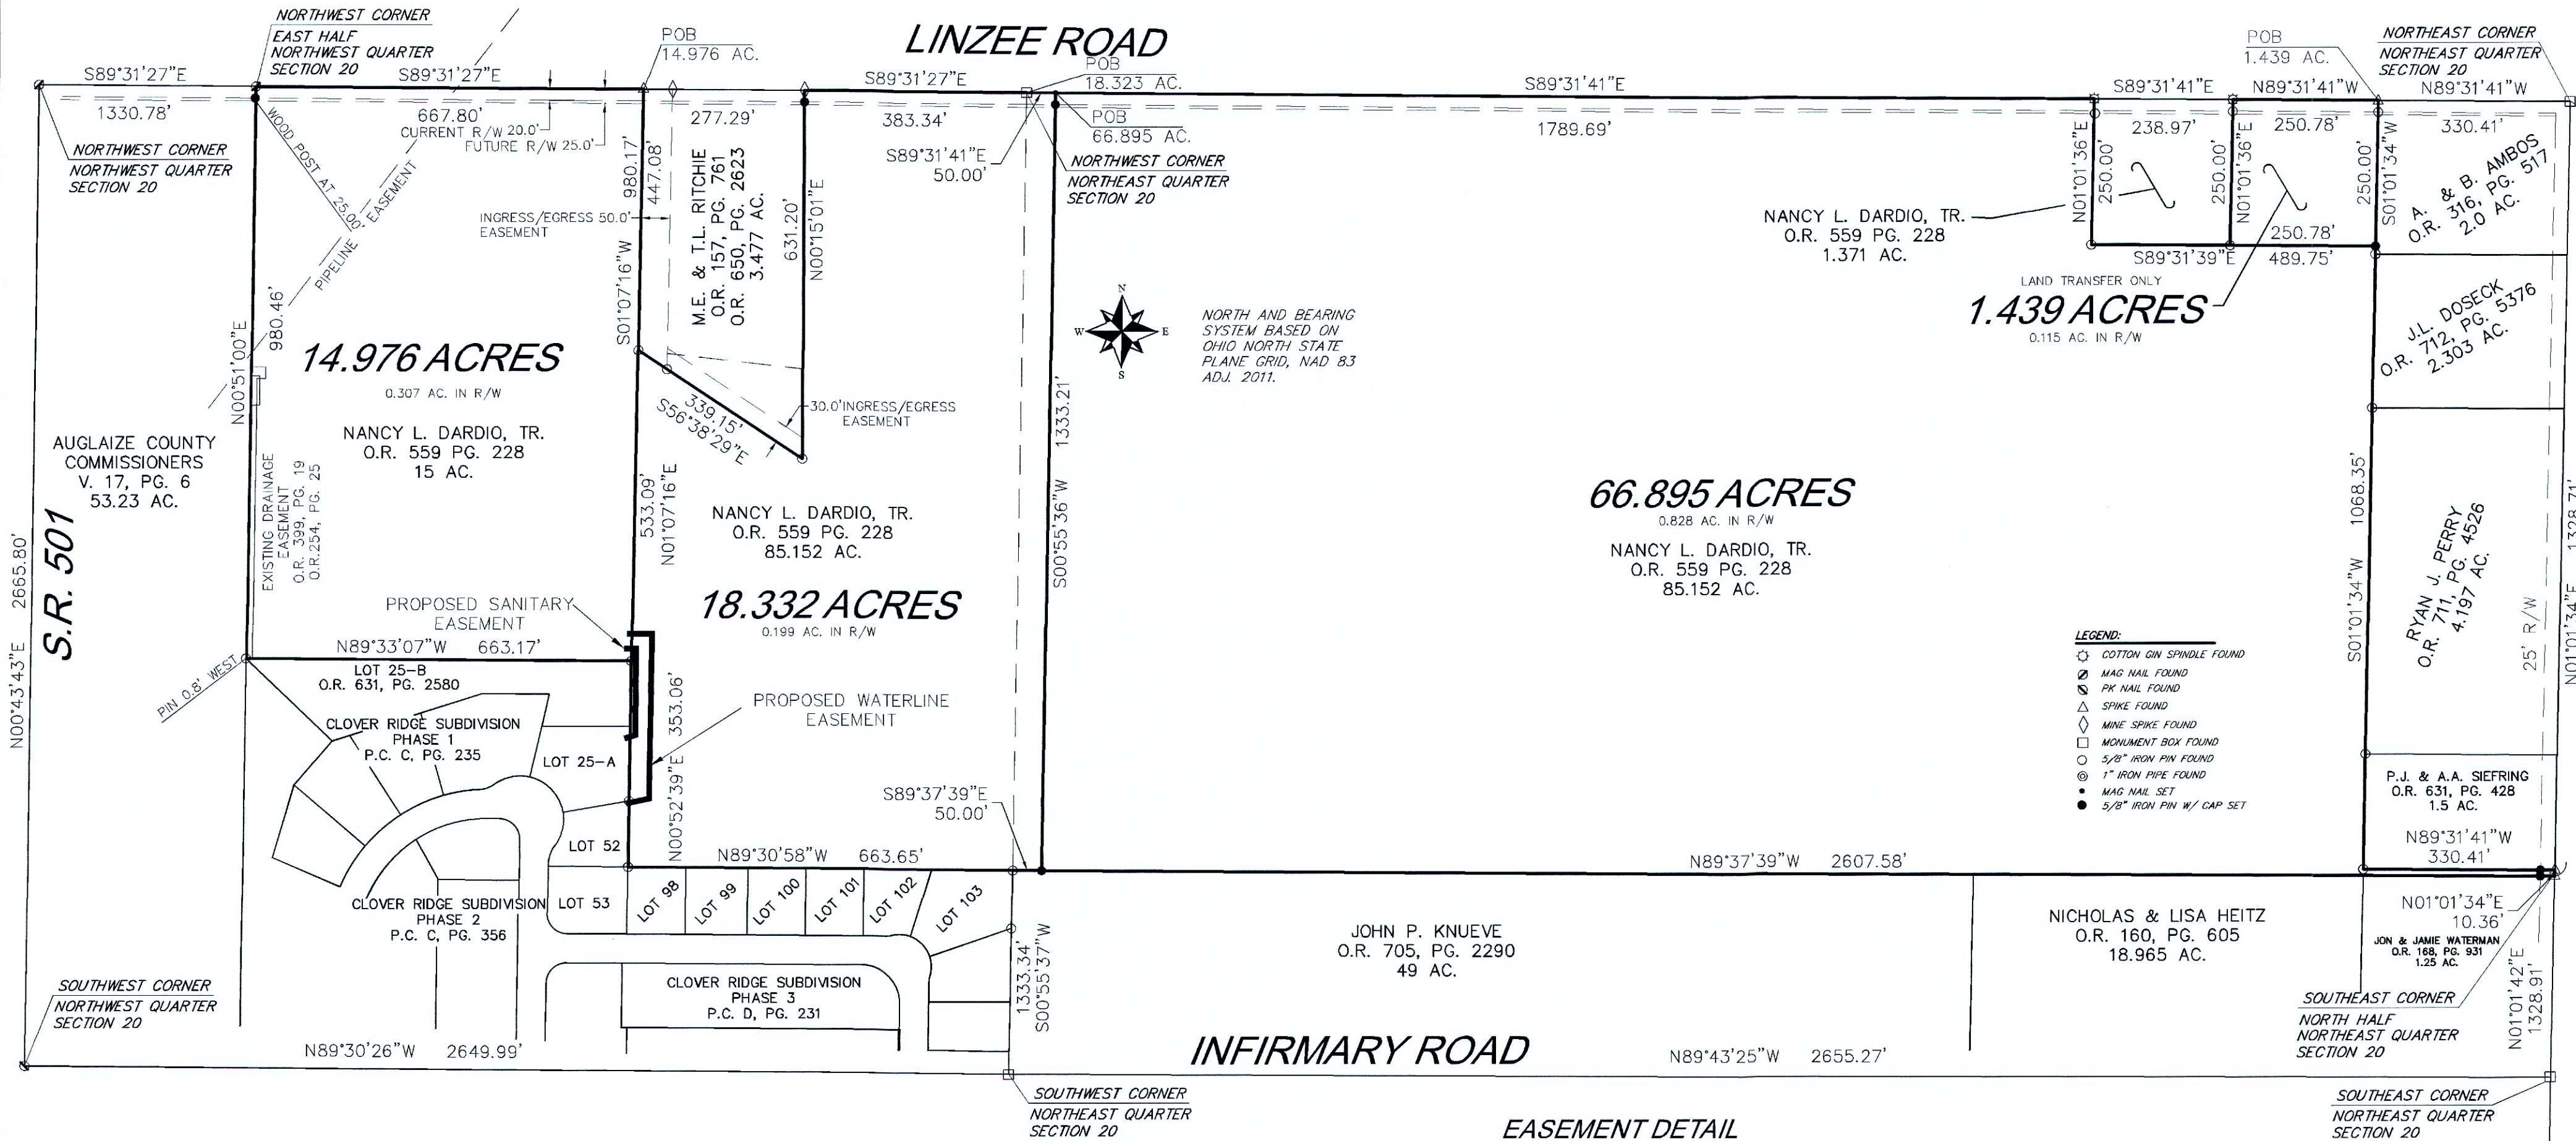 NORTHWEST CORNER
EAST HALF
NORTHWEST QUARTER
SECTION 20
LINZEE ROAD
POB
14.976 AC.
POB
18.323 AC.
POB
66.895 AC.
POB
1.439 AC.
NORTHEAST CORNER
NORTHEAST QUARTER
SECTION 20
S89°31'27"E
1330.78'
S89°31'27"E
667.80'
CURRENT R/W 20.0'
FUTURE R/W 25.0'
277.29'
S89°31'27"E
383.34'
S89°31'41"E
50.00'
S89°31'41"E
1789.69'
S89°31'41"E
238.97'
N89°31'41"W
250.78'
N89°31'41"W
330.41'
NORTHWEST CORNER
NORTHWEST QUARTER
SECTION 20
WOOD POST AT 25.00'
PIPELINE EASEMENT
INGRESS/EGRESS 50.0'
EASEMENT
980.17'
447.08'
S01°07'16"W
M.E. & T.L. RITCHIE
O.R. 157, PG. 761
O.R. 650, PG. 2623
3.477 AC.
631.20'
N00°15'01"E
NORTHWEST CORNER
NORTHEAST QUARTER
SECTION 20
N01°01'36"E
250.00'
250.00'
N01°01'36"E
250.00'
S01°01'34"W
A. & B. AMBOS
O.R. 316, PG. 517
2.0 AC.
NANCY L. DARDIO, TR.
O.R. 559 PG. 228
1.371 AC.
250.78'
S89°31'39"E
489.75'
LAND TRANSFER ONLY
1.439 ACRES
0.115 AC. IN R/W
J.L. DOSECK
O.R. 712, PG. 5376
2.303 AC.
N
W
E
S
NORTH AND BEARING
SYSTEM BASED ON
OHIO NORTH STATE
PLANE GRID, NAD 83
ADJ. 2011.
N00°51'00"E
980.46'
14.976 ACRES
0.307 AC. IN R/W
NANCY L. DARDIO, TR.
O.R. 559 PG. 228
15 AC.
339.15'
S56°38'29"E
30.0'INGRESS/EGRESS
EASEMENT
AUGLAIZE COUNTY
COMMISSIONERS
V. 17, PG. 6
53.23 AC.
EXISTING DRAINAGE
EASEMENT
O.R. 399, PG. 19
O.R.254, PG. 25
S.R. 501
N00°43'43"E 2665.80'
533.09'
N01°07'16"E
NANCY L. DARDIO, TR.
O.R. 559 PG. 228
85.152 AC.
18.332 ACRES
0.199 AC. IN R/W
S00°55'36"W 1333.21'
66.895 ACRES
0.828 AC. IN R/W
NANCY L. DARDIO, TR.
O.R. 559 PG. 228
85.152 AC.
S01°01'34"W 1068.35'
RYAN J. PERRY
O.R. 711, PG. 4526
4.197 AC.
25' R/W
N01°01'34"E 1328.71'
PROPOSED SANITARY
EASEMENT
N89°33'07"W 663.17'
LOT 25-B
O.R. 631, PG. 2580
PIN 0.8' WEST
CLOVER RIDGE SUBDIVISION
PHASE 1
P.C. C, PG. 235
LOT 25-A
PROPOSED WATERLINE
EASEMENT
N00°52'39"E 353.06'
LEGEND:
COTTON GIN SPINDLE FOUND
MAG NAIL FOUND
PK NAIL FOUND
SPIKE FOUND
MINE SPIKE FOUND
MONUMENT BOX FOUND
5/8" IRON PIN FOUND
1" IRON PIPE FOUND
MAG NAIL SET
5/8" IRON PIN W/ CAP SET
P.J. & A.A. SIEFRING
O.R. 631, PG. 428
1.5 AC.
N89°31'41"W
330.41'
S89°37'39"E
50.00'
LOT 52
N89°30'58"W 663.65'
N89°37'39"W 2607.58'
N01°01'34"E
10.36'
LOT 53
LOT 98
LOT 99
LOT 100
LOT 101
LOT 102
LOT 103
CLOVER RIDGE SUBDIVISION
PHASE 2
P.C. C, PG. 356
JOHN P. KNUEVE
O.R. 705, PG. 2290
49 AC.
NICHOLAS & LISA HEITZ
O.R. 160, PG. 605
18.965 AC.
JON & JAMIE WATERMAN
O.R. 168, PG. 931
1.25 AC.
CLOVER RIDGE SUBDIVISION
PHASE 3
P.C. D, PG. 231
1333.34'
S00°55'37"W
N01°01'42"E
1328.91'
SOUTHWEST CORNER
NORTHWEST QUARTER
SECTION 20
SOUTHEAST CORNER
NORTH HALF
NORTHEAST QUARTER
SECTION 20
N89°30'26"W 2649.99'
INFIRMARY ROAD
N89°43'25"W 2655.27'
SOUTHWEST CORNER
NORTHEAST QUARTER
SECTION 20
EASEMENT DETAIL
SOUTHEAST CORNER
NORTHEAST QUARTER
SECTION 20